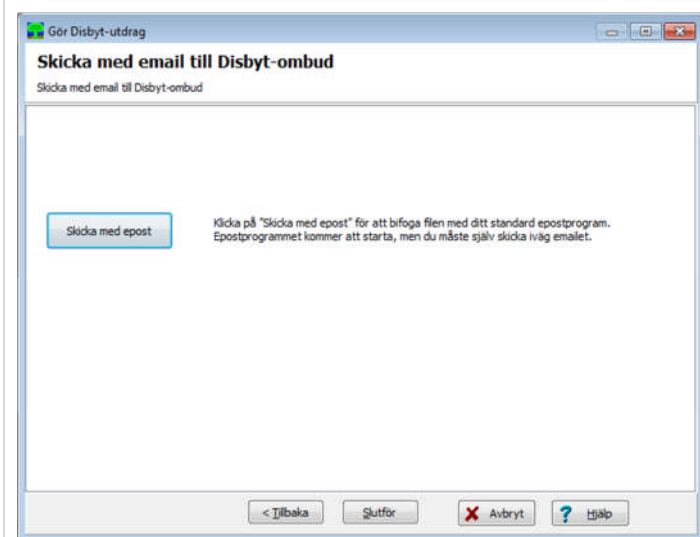 Gör Disbyt-utdrag
Skicka med email till Disbyt-ombud
Skicka med email till Disbyt-ombud
Skicka med epost
Klicka på "Skicka med epost" för att bifoga filen med ditt standard epostprogram.
Epostprogrammet kommer att starta, men du måste själv skicka iväg emailet.
< Tillbaka
Slutför
Avbryt
? Hjälp